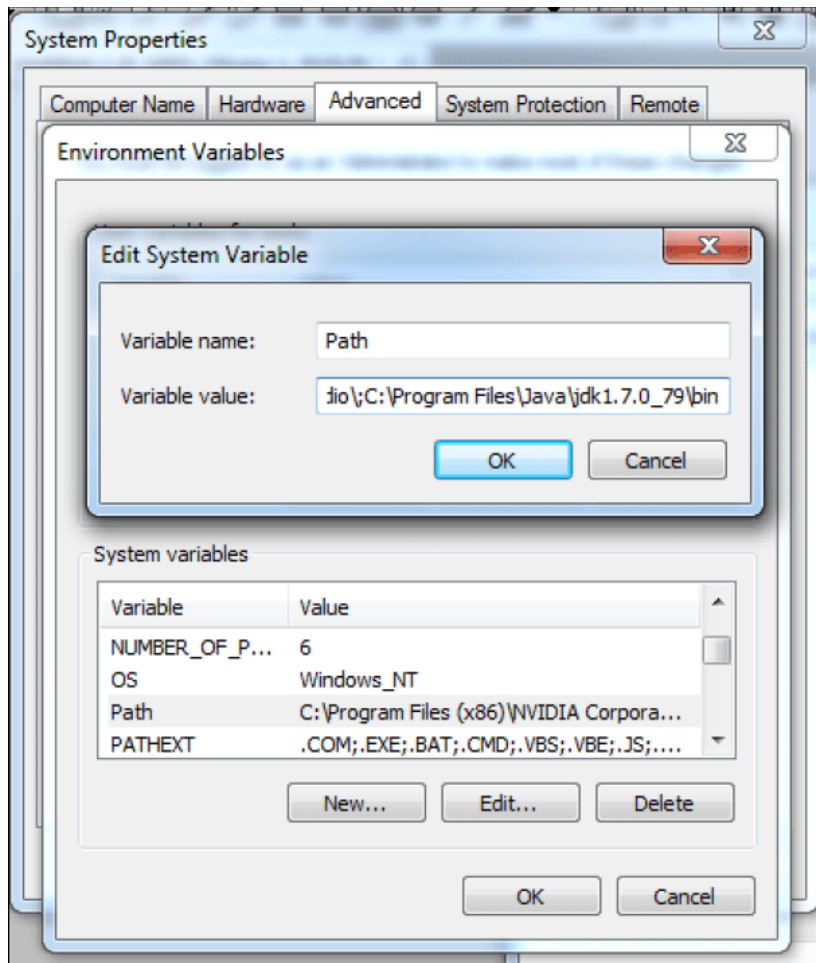 System Properties
Computer Name Hardware Advanced System Protection Remote
Environment Variables
Edit System Variable
Variable name: Path
Variable value: dio\;C:\Program Files\Java\jdk1.7.0_79\bin
OK Cancel
System variables
Variable Value
NUMBER_OF_P... 6
OS Windows_NT
Path C:\Program Files (x86)\NVIDIA Corpora...
PATHEXT .COM;.EXE;.BAT;.CMD;.VBS;.VBE;.JS;....
New... Edit... Delete
OK Cancel